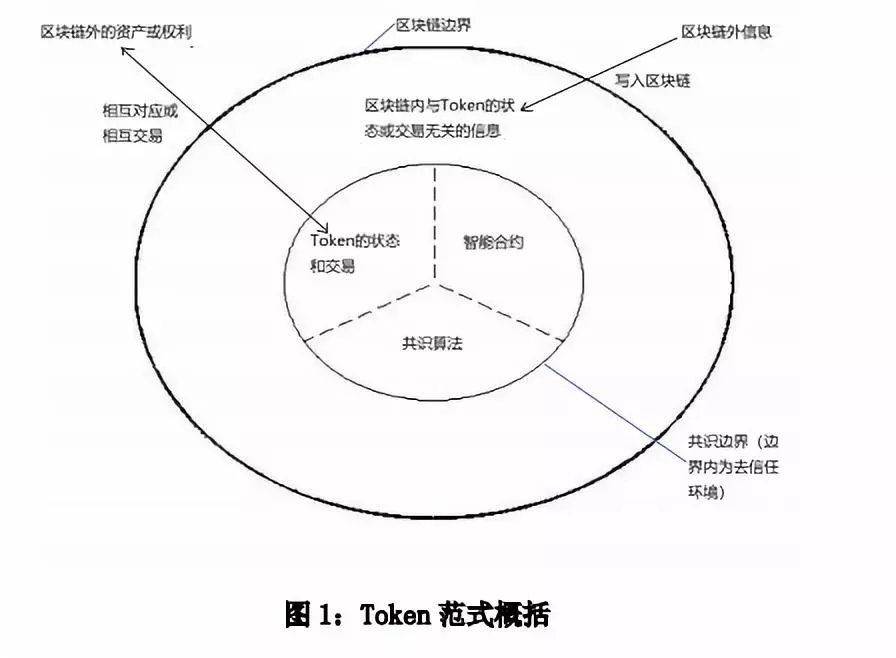 区块链外的资产或权利
区块链边界
区块链外信息
写入区块链
相互对应或
相互交易
区块链内与Token的状
态或交易无关的信息
Token的状态
和交易
智能合约
共识算法
共识边界（边
界内为去信任
环境）
图1：Token 范式概括